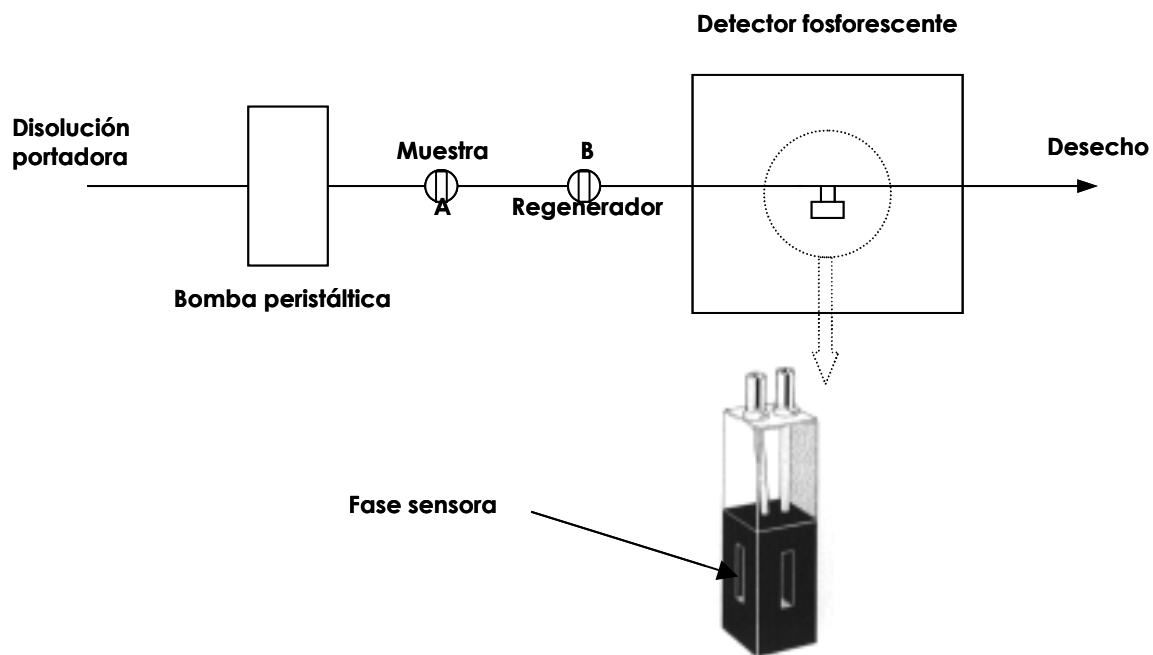 Detector fosforescente
Disolución
portadora
Muestra
A
B
Regenerador
Desecho
Bomba peristáltica
Fase sensora